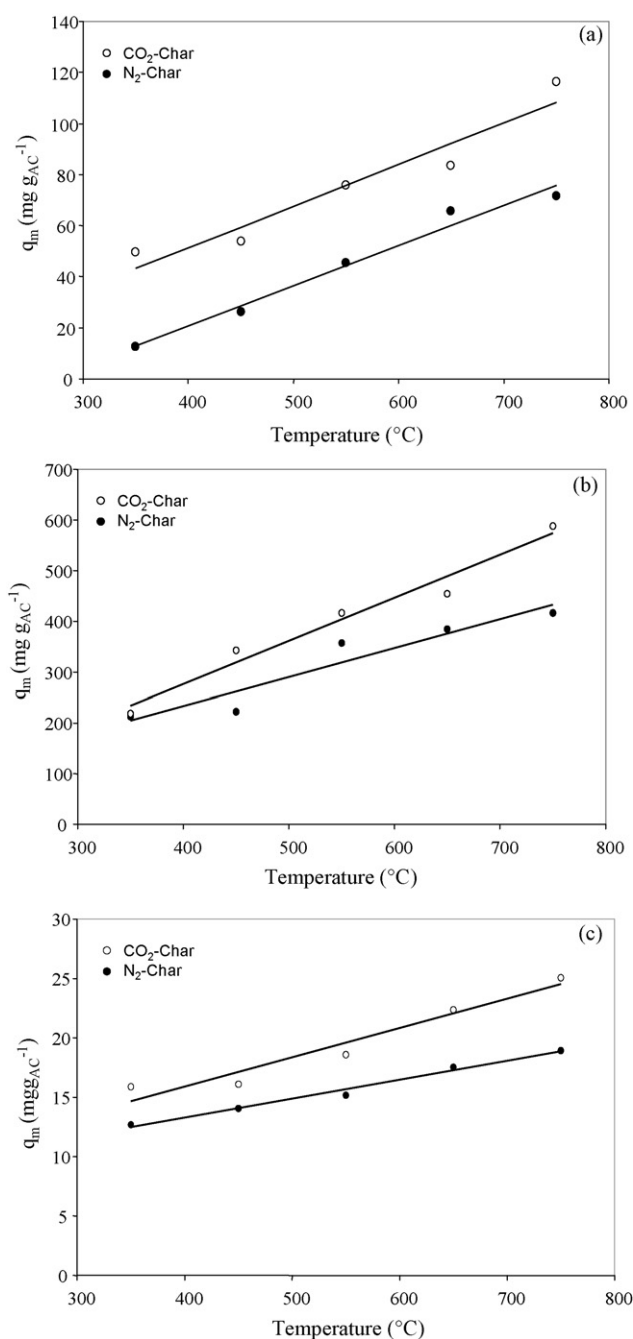 (a)
CO₂-Char
N₂-Char
140
120
100
80
60
40
20
0
qₘ (mg g_AC⁻¹)
300 400 500 600 700 800
Temperature (°C)
(b)
CO₂-Char
N₂-Char
700
600
500
400
300
200
100
0
qₘ (mg g_AC⁻¹)
300 400 500 600 700 800
Temperature (°C)
(c)
CO₂-Char
N₂-Char
30
25
20
15
10
5
0
qₘ (mgg_AC⁻¹)
300 400 500 600 700 800
Temperature (°C)